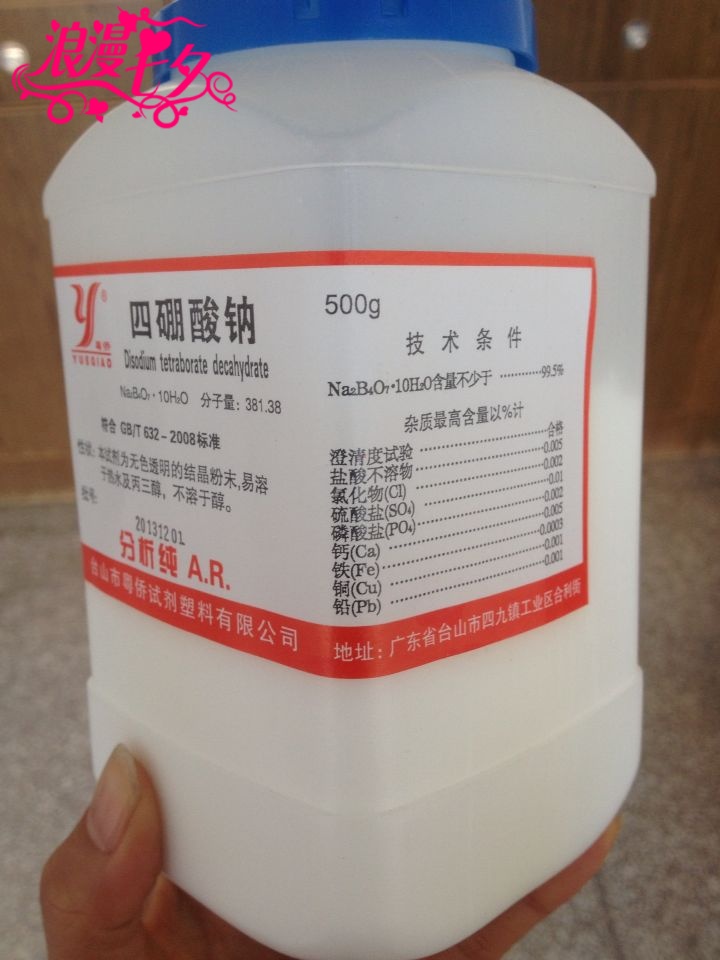 浪漫七夕
y®
粤侨
YUEQIAO
四硼酸钠
Disodium tetraborate decahydrate
Na₂B₄O₇·10H₂O 分子量：381.38
符合 GB/T 632-2008标准
性状：本试剂为无色透明的结晶粉末,易溶
于热水及丙三醇，不溶于醇。
批号：
20131201
分析纯 A.R.
台山市粤侨试剂塑料有限公司
500g
技术条件
Na₂B₄O₇·10H₂O含量不少于 ············99.5%
杂质最高含量以%计
澄清度试验 ························合格
盐酸不溶物 ························0.005
氯化物(Cl) ························0.002
硫酸盐(SO₄) ························0.01
磷酸盐(PO₄) ························0.002
钙(Ca) ························0.005
铁(Fe) ························0.0003
铜(Cu) ························0.001
铅(Pb) ························0.001
地址：广东省台山市四九镇工业区合利街